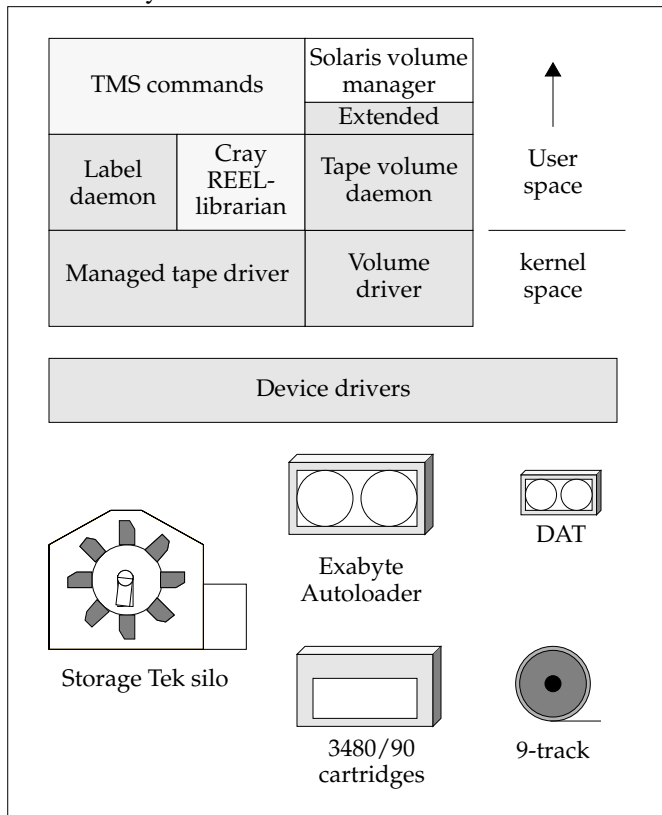 TMS commands
Solaris volume
manager
Extended
Label
daemon
Cray
REEL-
librarian
Tape volume
daemon
User
space
Managed tape driver
Volume
driver
kernel
space
Device drivers
Exabyte
Autoloader
DAT
Storage Tek silo
3480/90
cartridges
9-track